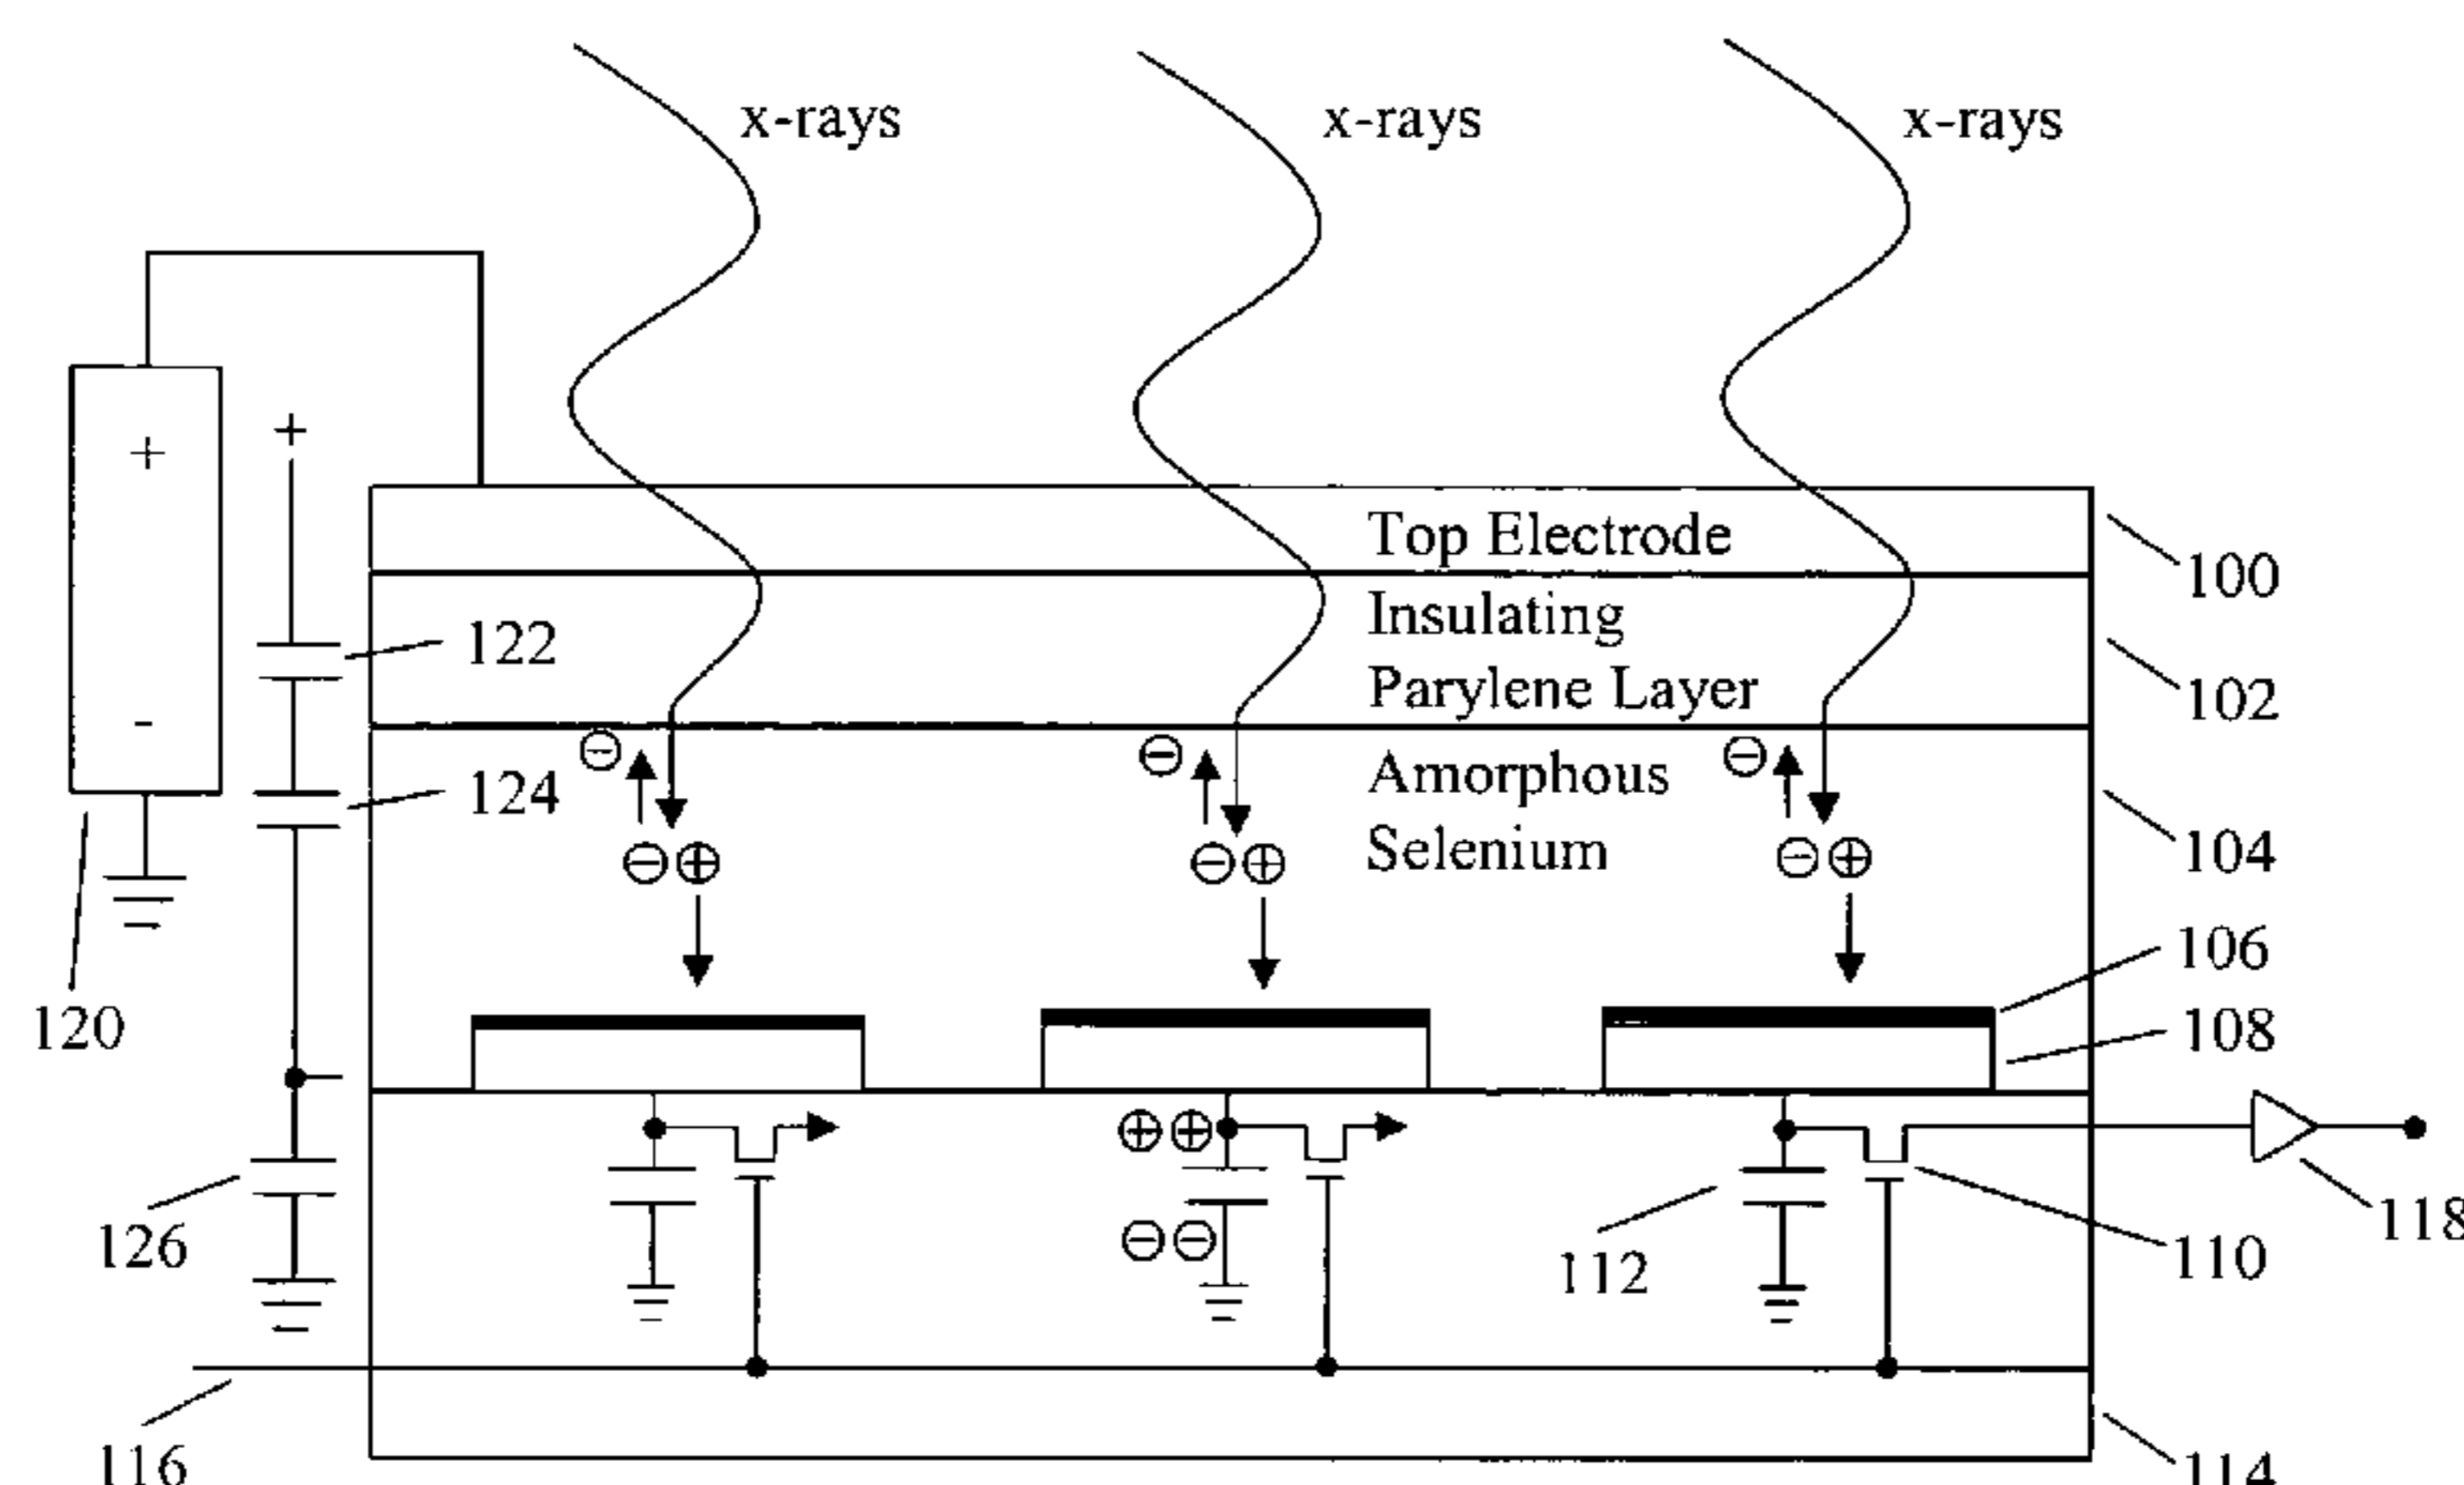 x-rays
x-rays
x-rays
+
+
Top Electrode
100
Insulating
Parylene Layer
102
122
-
Amorphous
Selenium
124
104
106
108
120
118
126
112
110
116
114